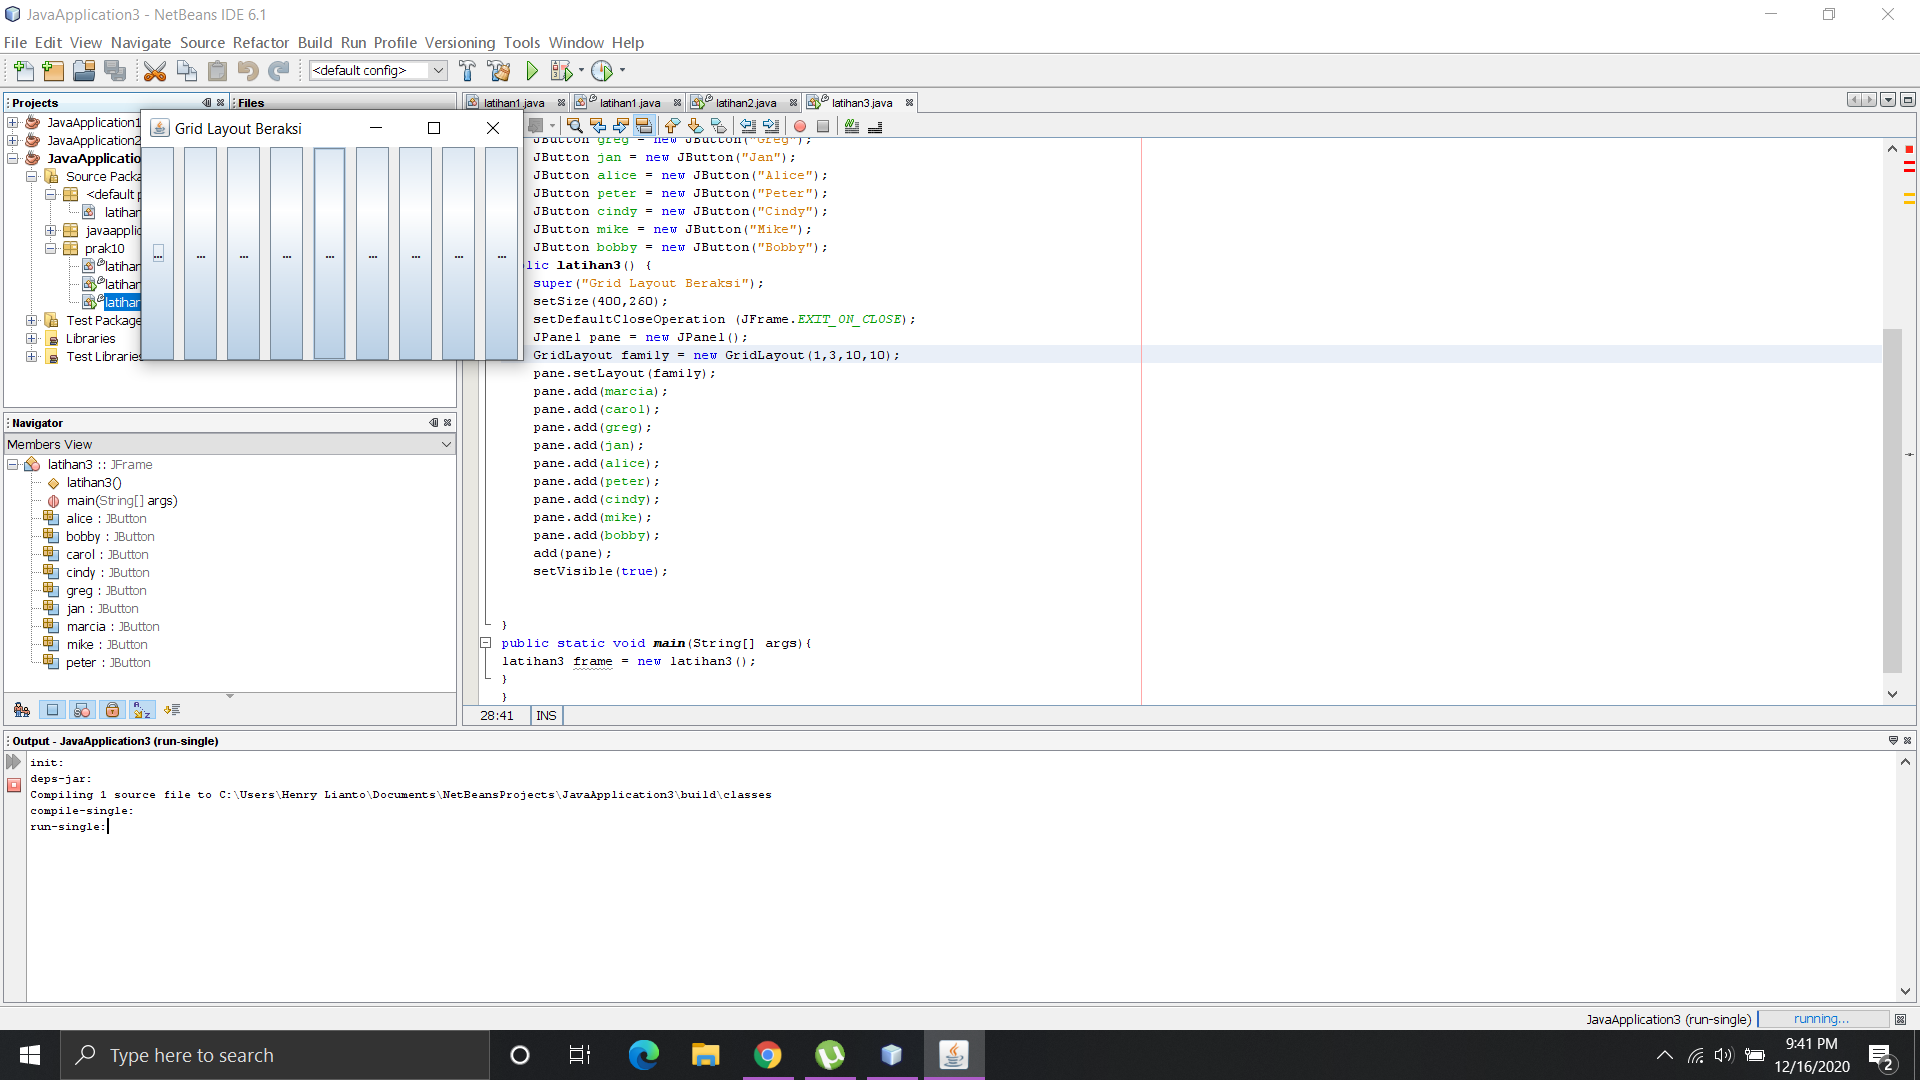 JavaApplication3 - NetBeans IDE 6.1
File Edit View Navigate Source Refactor Build Run Profile Versioning Tools Window Help
<default config>
Projects
Files
latihan1.java
latihan1.java
latihan2.java
latihan3.java
JavaApplication1
JavaApplication2
JavaApplicatio
Source Packa
<default p
latihan
javaapplic
prak10
latihan
latihan
latihan
Test Package
Libraries
Test Libraries
Grid Layout Beraksi
...
...
...
...
...
...
...
...
...
JButton greg = new JButton("Greg");
JButton jan = new JButton("Jan");
JButton alice = new JButton("Alice");
JButton peter = new JButton("Peter");
JButton cindy = new JButton("Cindy");
JButton mike = new JButton("Mike");
JButton bobby = new JButton("Bobby");
lic latihan3() {
super("Grid Layout Beraksi");
setSize(400,260);
setDefaultCloseOperation (JFrame.EXIT_ON_CLOSE);
JPanel pane = new JPanel();
GridLayout family = new GridLayout(1,3,10,10);
pane.setLayout(family);
pane.add(marcia);
pane.add(carol);
pane.add(greg);
pane.add(jan);
pane.add(alice);
pane.add(peter);
pane.add(cindy);
pane.add(mike);
pane.add(bobby);
add(pane);
setVisible(true);
}
public static void main(String[] args){
latihan3 frame = new latihan3();
}
}
28:41
INS
Navigator
Members View
latihan3 :: JFrame
latihan3()
main(String[] args)
alice : JButton
bobby : JButton
carol : JButton
cindy : JButton
greg : JButton
jan : JButton
marcia : JButton
mike : JButton
peter : JButton
Output - JavaApplication3 (run-single)
init:
deps-jar:
Compiling 1 source file to C:\Users\Henry Lianto\Documents\NetBeansProjects\JavaApplication3\build\classes
compile-single:
run-single:
JavaApplication3 (run-single)
running...
Type here to search
9:41 PM
12/16/2020
2